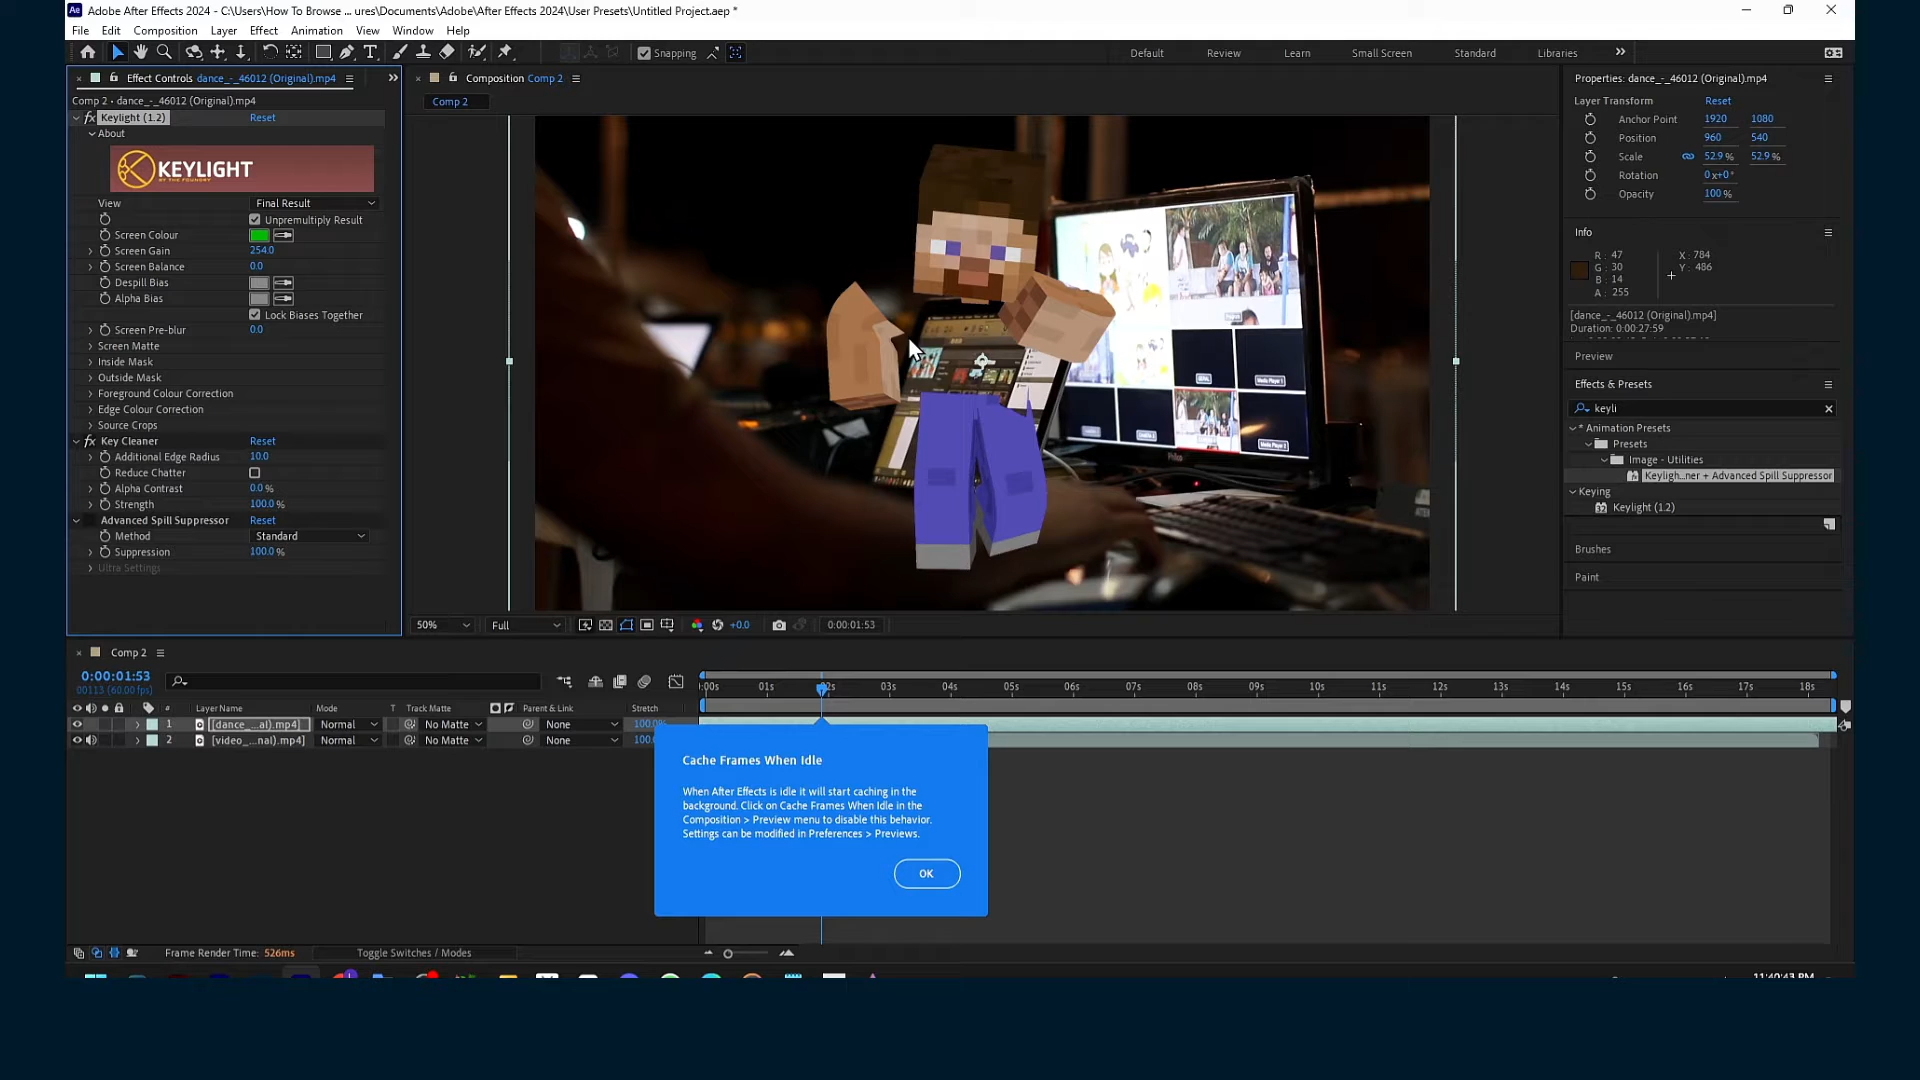 Adobe After Effects 2024 - C:\Users\How To Browse ... ures\Documents\Adobe\After Effects 2024\User Presets\Untitled Project.aep *
File Edit Composition Layer Effect Animation View Window Help
Snapping Default Review Learn Small Screen Standard Libraries
Effect Controls dance_-_46012 (Original).mp4
Comp 2 • dance_-_46012 (Original).mp4
fx Keylight (1.2) Reset
About
KEYLIGHT
BY THE FOUNDRY
View Final Result
Unpremultiply Result
Screen Colour
Screen Gain 254.0
Screen Balance 0.0
Despill Bias
Alpha Bias
Lock Biases Together
Screen Pre-blur 0.0
Screen Matte
Inside Mask
Outside Mask
Foreground Colour Correction
Edge Colour Correction
Source Crops
fx Key Cleaner Reset
Additional Edge Radius 10.0
Reduce Chatter
Alpha Contrast 0.0 %
Strength 100.0 %
Advanced Spill Suppressor Reset
Method Standard
Suppression 100.0 %
Ultra Settings
Composition Comp 2
Comp 2
50% Full +0.0 0:00:01:53
Properties: dance_-_46012 (Original).mp4
Layer Transform Reset
Anchor Point 1920 1080
Position 960 540
Scale 52.9 % 52.9 %
Rotation 0 x+0°
Opacity 100 %
Info
R : 47 X : 784
G : 30 Y : 486
B : 14
A : 255
[dance_-_46012 (Original).mp4]
Duration: 0:00:27:59
Preview
Effects & Presets
keyli
* Animation Presets
Presets
Image - Utilities
Keyligh...ner + Advanced Spill Suppressor
Keying
Keylight (1.2)
Brushes
Paint
Comp 2
0:00:01:53
00113 (60.00 fps)
:00s 01s 02s 03s 04s 05s 06s 07s 08s 09s 10s 11s 12s 13s 14s 15s 16s 17s 18s
# Layer Name Mode T Track Matte Parent & Link Stretch
1 [dance_...al).mp4] Normal No Matte None 100.0%
2 [video_...nal).mp4] Normal No Matte None 100.
Cache Frames When Idle
When After Effects is idle it will start caching in the
background. Click on Cache Frames When Idle in the
Composition > Preview menu to disable this behavior.
Settings can be modified in Preferences > Previews.
OK
Frame Render Time: 526ms Toggle Switches / Modes
11:40:43 PM